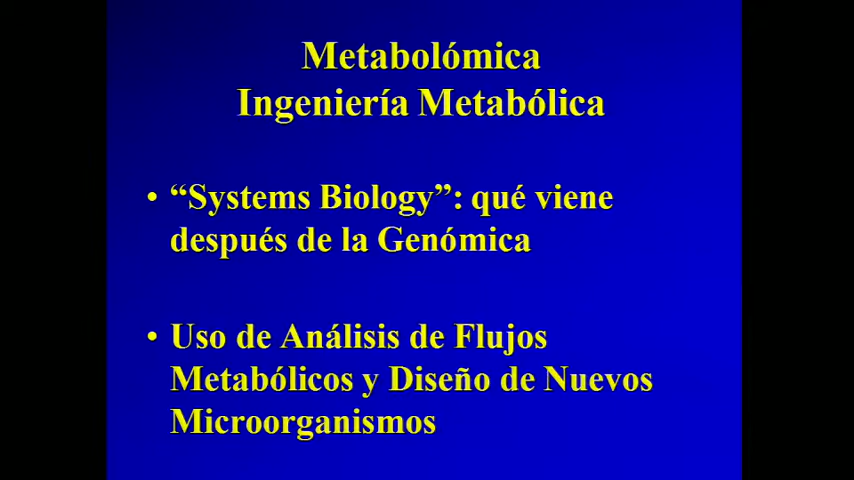 Metabolómica
Ingeniería Metabólica
• “Systems Biology”: qué viene
después de la Genómica
• Uso de Análisis de Flujos
Metabólicos y Diseño de Nuevos
Microorganismos